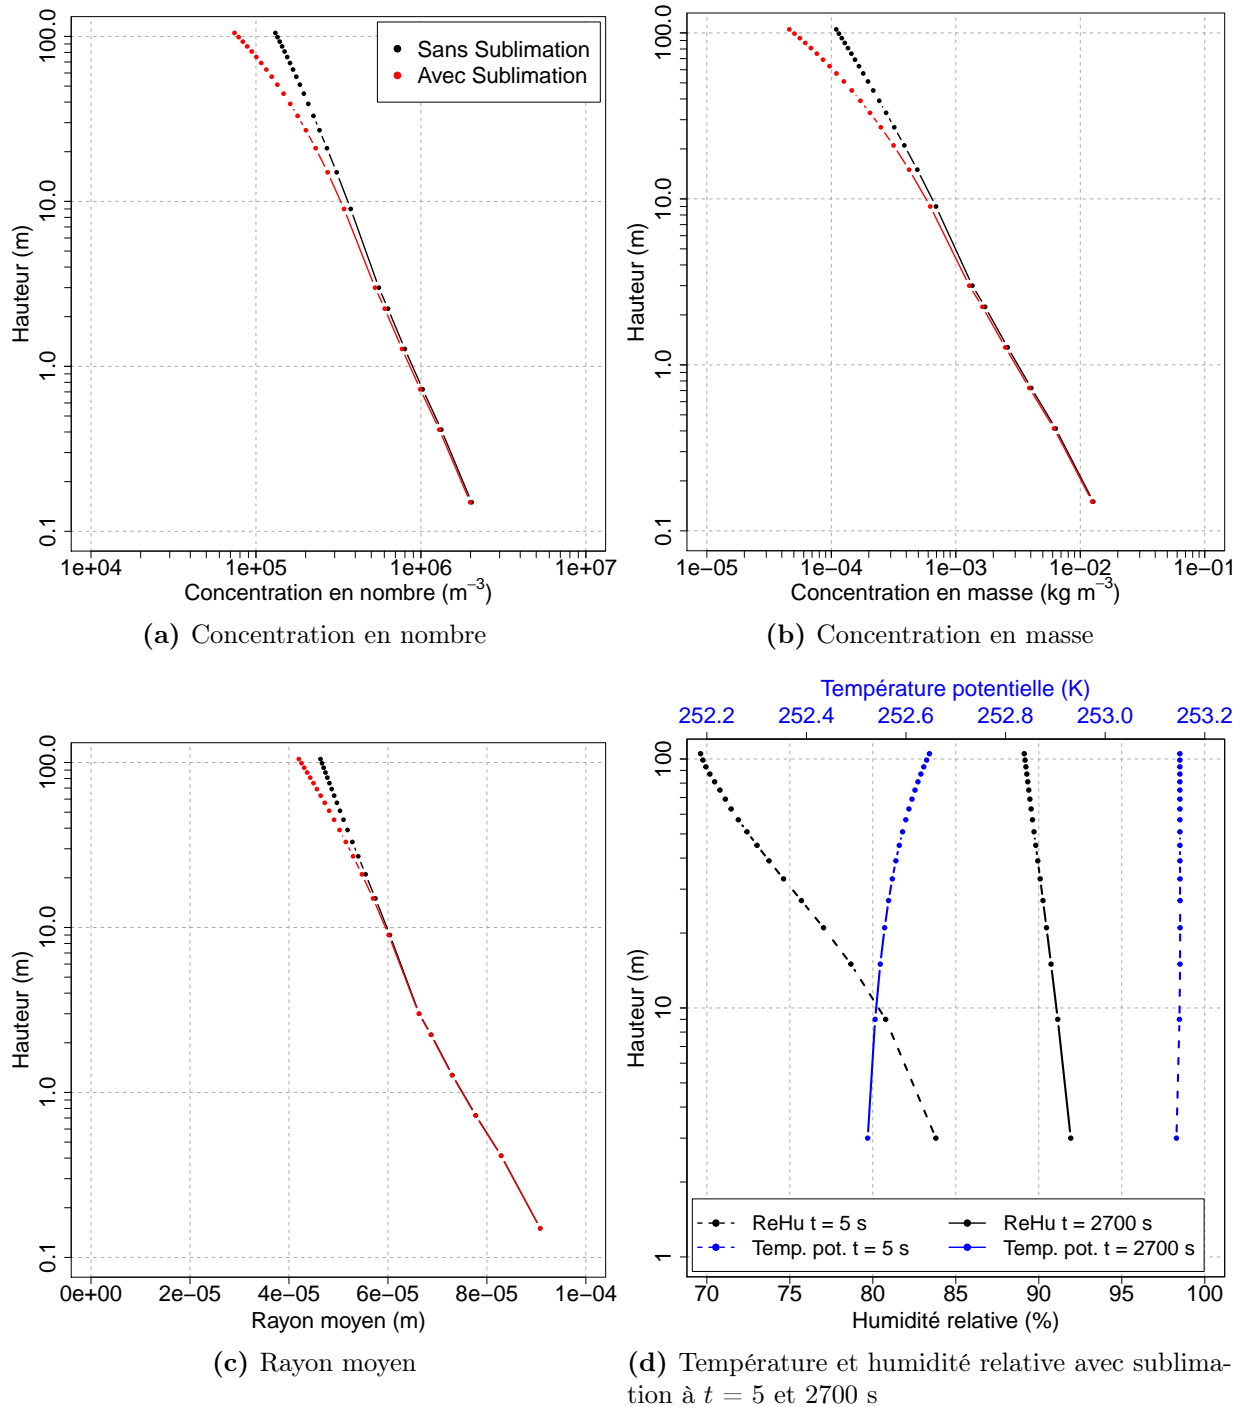 100.0
10.0
1.0
0.1
Hauteur (m)
Sans Sublimation
Avec Sublimation
1e+04 1e+05 1e+06 1e+07
Concentration en nombre (m−3)
(a) Concentration en nombre
100.0
10.0
1.0
0.1
Hauteur (m)
1e−05 1e−04 1e−03 1e−02 1e−01
Concentration en masse (kg m−3)
(b) Concentration en masse
100.0
10.0
1.0
0.1
Hauteur (m)
0e+00 2e−05 4e−05 6e−05 8e−05 1e−04
Rayon moyen (m)
(c) Rayon moyen
Température potentielle (K)
252.2 252.4 252.6 252.8 253.0 253.2
100
10
1
Hauteur (m)
ReHu t = 5 s
Temp. pot. t = 5 s
ReHu t = 2700 s
Temp. pot. t = 2700 s
70 75 80 85 90 95 100
Humidité relative (%)
(d) Température et humidité relative avec sublima-
tion à t = 5 et 2700 s